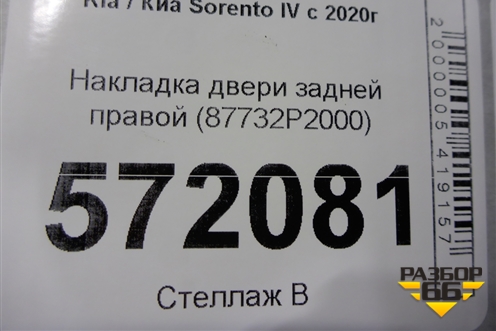 Kia / Киа Sorento IV с 2020г
Накладка двери задней
правой (87732P2000)
572081
Стеллаж В
2000005419157
РАЗБОР
66